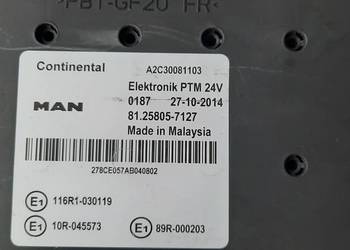 >PBT-GF20 FR<
Continental A2C30081103
Elektronik PTM 24V
MAN 0187 27-10-2014
81.25805-7127
Made in Malaysia
278CE057AB040802
E1 116R1-030119
E1 10R-045573 E1 89R-000203